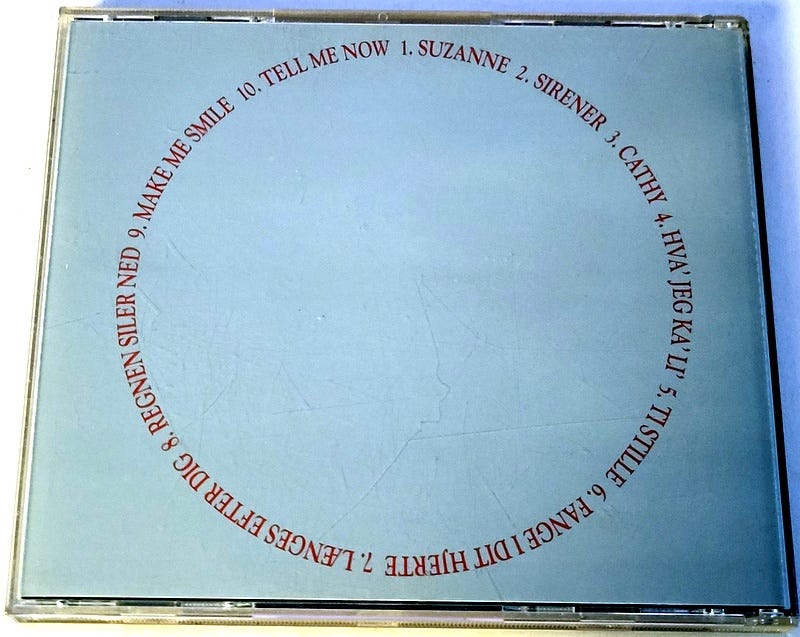 1. SUZANNE
2. SIRENER
3. CATHY
4. HVA' JEG KA' LI'
5. TI STILLE
6. FANGE I DIT HJERTE
7. LÆNGES EFTER DIG
8. REGNEN SILER NED
9. MAKE ME SMILE
10. TELL ME NOW